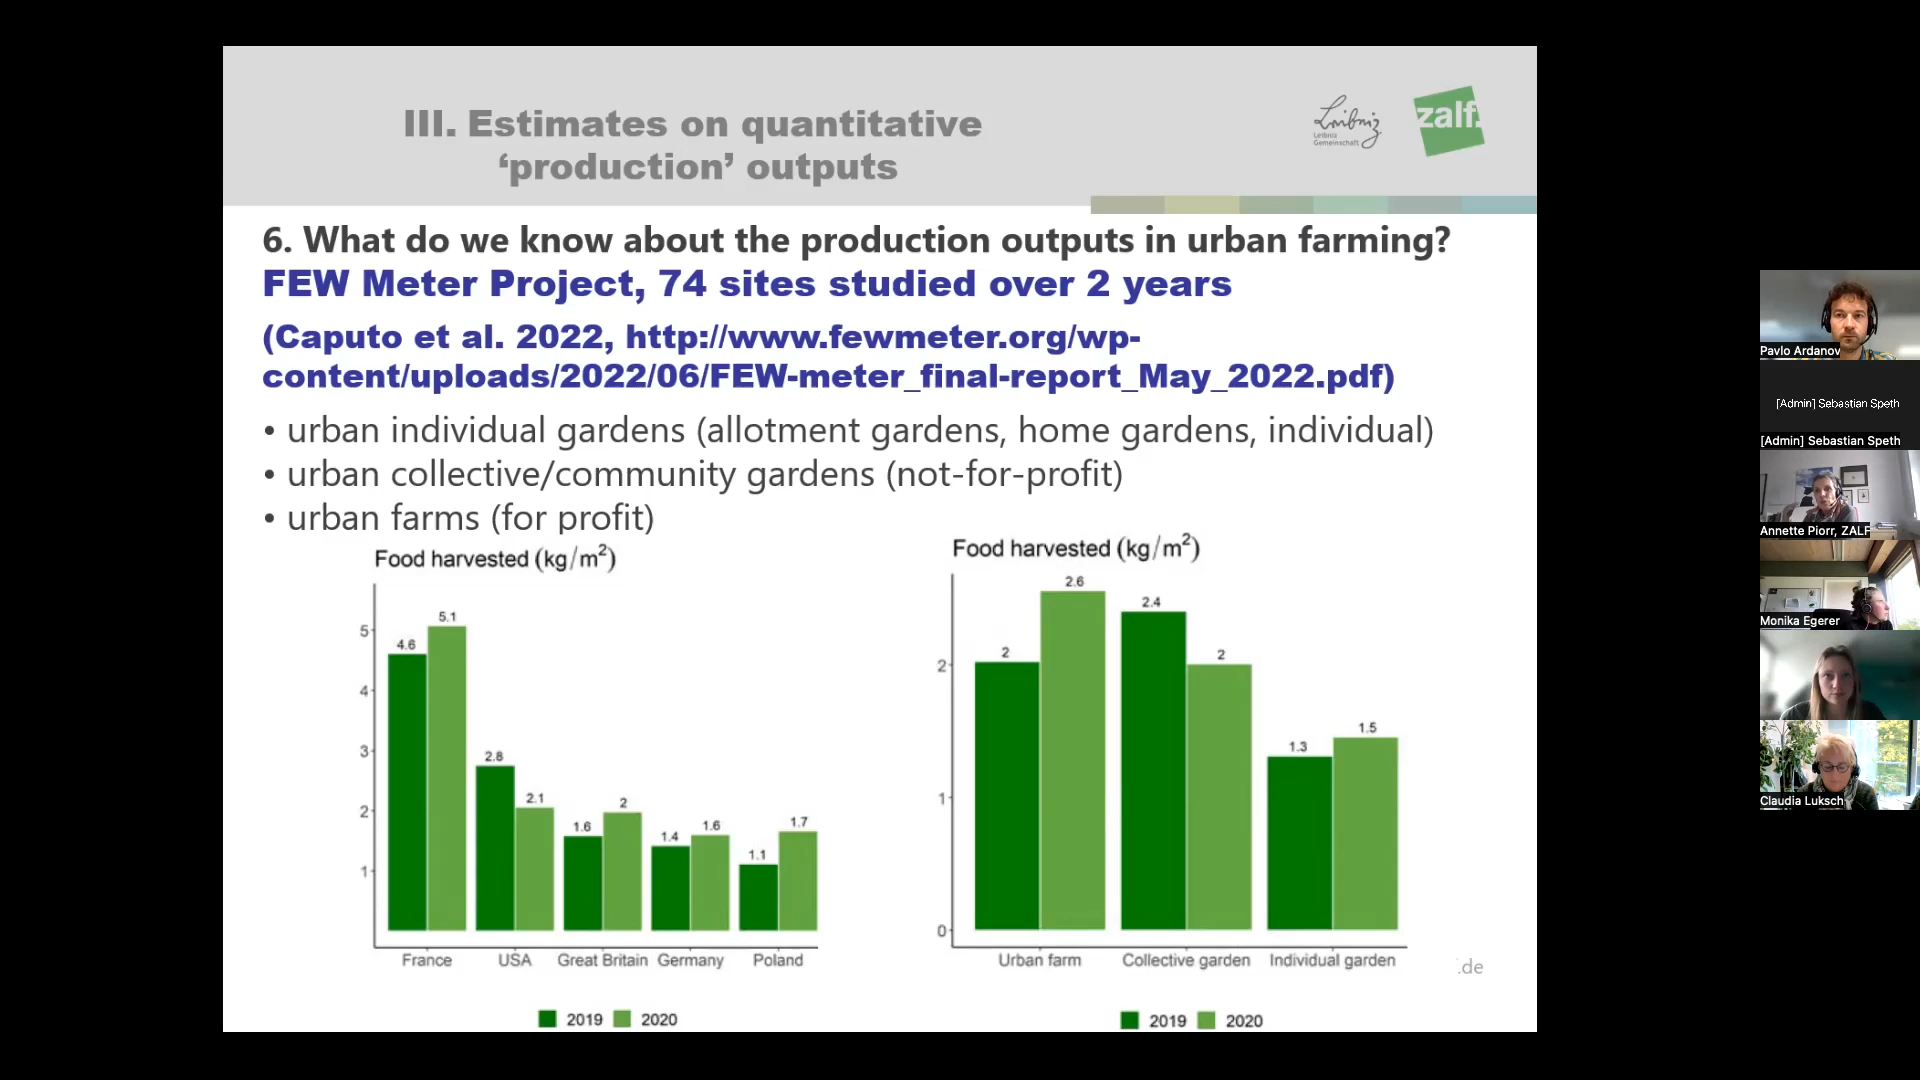 III. Estimates on quantitative
‘production’ outputs
Leibniz
Leibniz
Gemeinschaft
zalf.
6. What do we know about the production outputs in urban farming?
FEW Meter Project, 74 sites studied over 2 years
(Caputo et al. 2022, http://www.fewmeter.org/wp-
content/uploads/2022/06/FEW-meter_final-report_May_2022.pdf)
• urban individual gardens (allotment gardens, home gardens, individual)
• urban collective/community gardens (not-for-profit)
• urban farms (for profit)
Food harvested (kg/m²)
5
4
3
2
1
4.6
5.1
2.8
2.1
1.6
2
1.4
1.6
1.1
1.7
France
USA
Great Britain
Germany
Poland
2019
2020
Food harvested (kg/m²)
2
1
0
2
2.6
2.4
2
1.3
1.5
Urban farm
Collective garden
Individual garden
2019
2020
.de
Pavlo Ardanov
[Admin] Sebastian Speth
[Admin] Sebastian Speth
Annette Piorr, ZALF
Monika Egerer
Claudia Luksch